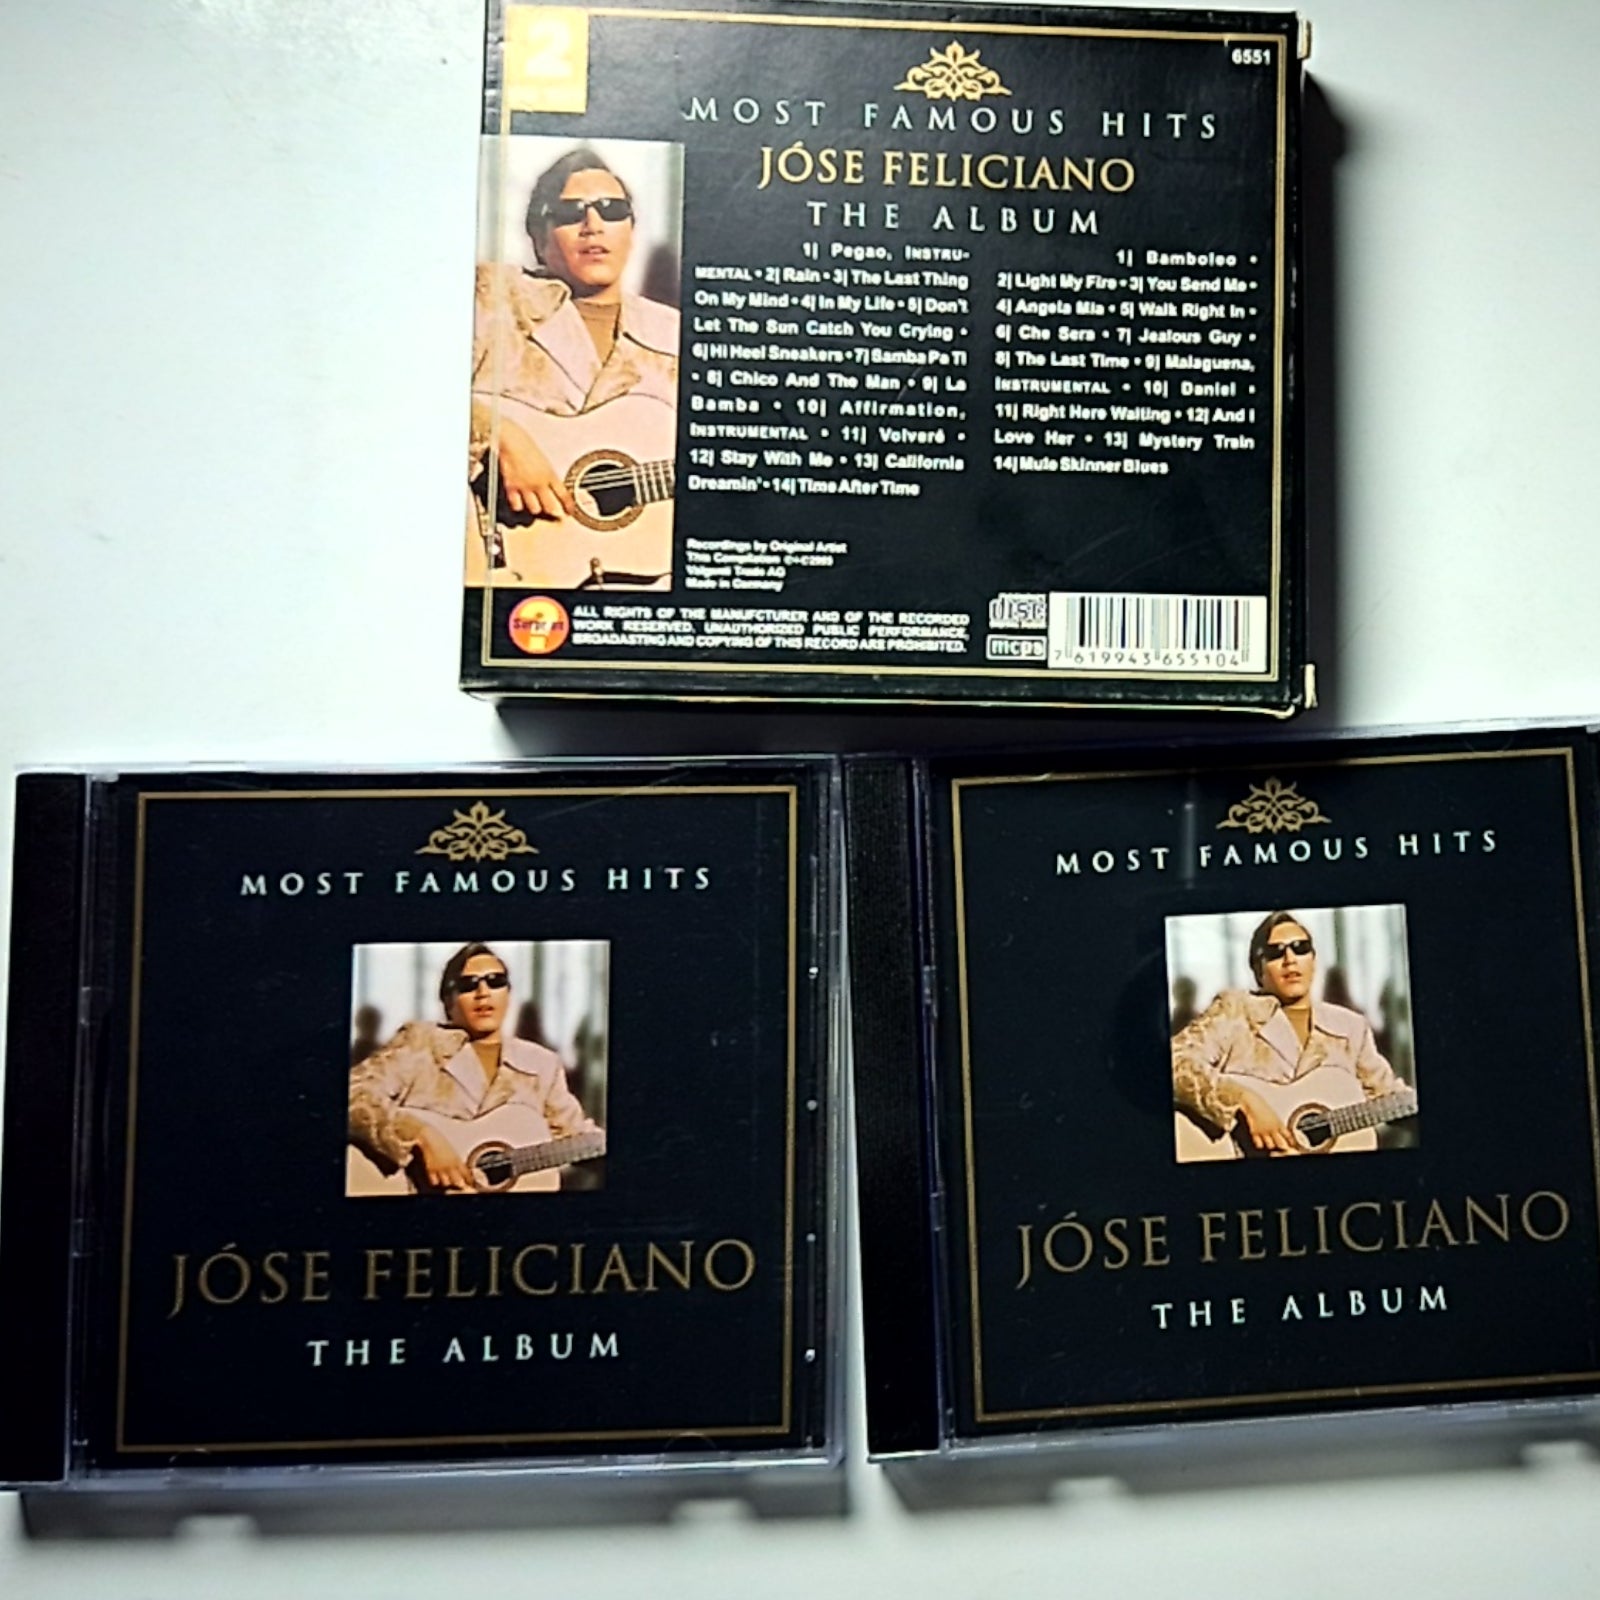 2
6551
MOST FAMOUS HITS
JÓSE FELICIANO
THE ALBUM
1| Pegao, INSTRU-
MENTAL • 2| Rain • 3| The Last Thing
On My Mind • 4| In My Life • 5| Don't
Let The Sun Catch You Crying •
6| Hi Heel Sneakers • 7| Samba Pa Ti
• 8| Chico And The Man • 9| La
Bamba • 10| Affirmation,
INSTRUMENTAL • 11| Volveré •
12| Stay With Me • 13| California
Dreamin' • 14| Time After Time
1| Bamboleo •
2| Light My Fire • 3| You Send Me •
4| Angela Mia • 5| Walk Right In •
6| Che Sera • 7| Jealous Guy •
8| The Last Time • 9| Malaguena,
INSTRUMENTAL • 10| Daniel •
11| Right Here Waiting • 12| And I
Love Her • 13| Mystery Train
14| Mule Skinner Blues
Recordings by Original Artist
This Compilation
Trade AG
Made in Germany
ALL RIGHTS OF THE MANUFCTURER AND OF THE RECORDED
WORK RESERVED. UNAUTHORIZED PUBLIC PERFORMANCE,
BROADASTING AND COPYING OF THIS RECORD ARE PROHIBITED.
disc
mcps
7 619943 655104
MOST FAMOUS HITS
JÓSE FELICIANO
THE ALBUM
MOST FAMOUS HITS
JÓSE FELICIANO
THE ALBUM